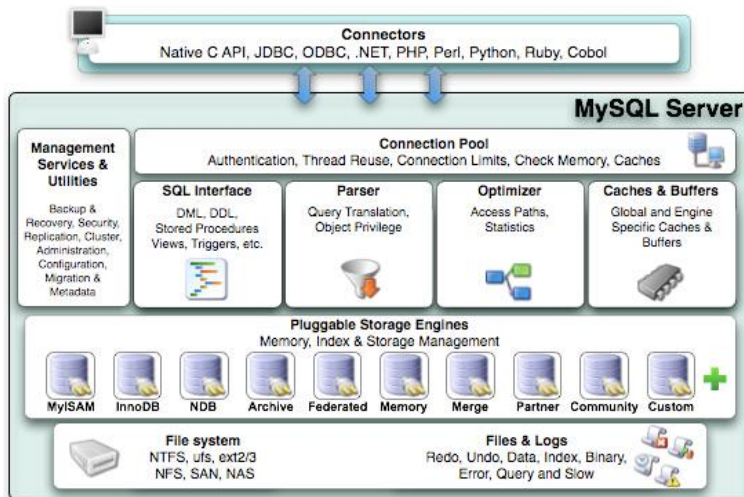 Connectors
Native C API, JDBC, ODBC, .NET, PHP, Perl, Python, Ruby, Cobol
MySQL Server
Management
Services &
Utilities
Backup &
Recovery, Security,
Replication, Cluster,
Administration,
Configuration,
Migration &
Metadata
Connection Pool
Authentication, Thread Reuse, Connection Limits, Check Memory, Caches
SQL Interface
DML, DDL,
Stored Procedures
Views, Triggers, etc.
Parser
Query Translation,
Object Privilege
Optimizer
Access Paths,
Statistics
Caches & Buffers
Global and Engine
Specific Caches &
Buffers
Pluggable Storage Engines
Memory, Index & Storage Management
MyISAM
InnoDB
NDB
Archive
Federated
Memory
Merge
Partner
Community
Custom
File system
NTFS, ufs, ext2/3
NFS, SAN, NAS
Files & Logs
Redo, Undo, Data, Index, Binary,
Error, Query and Slow